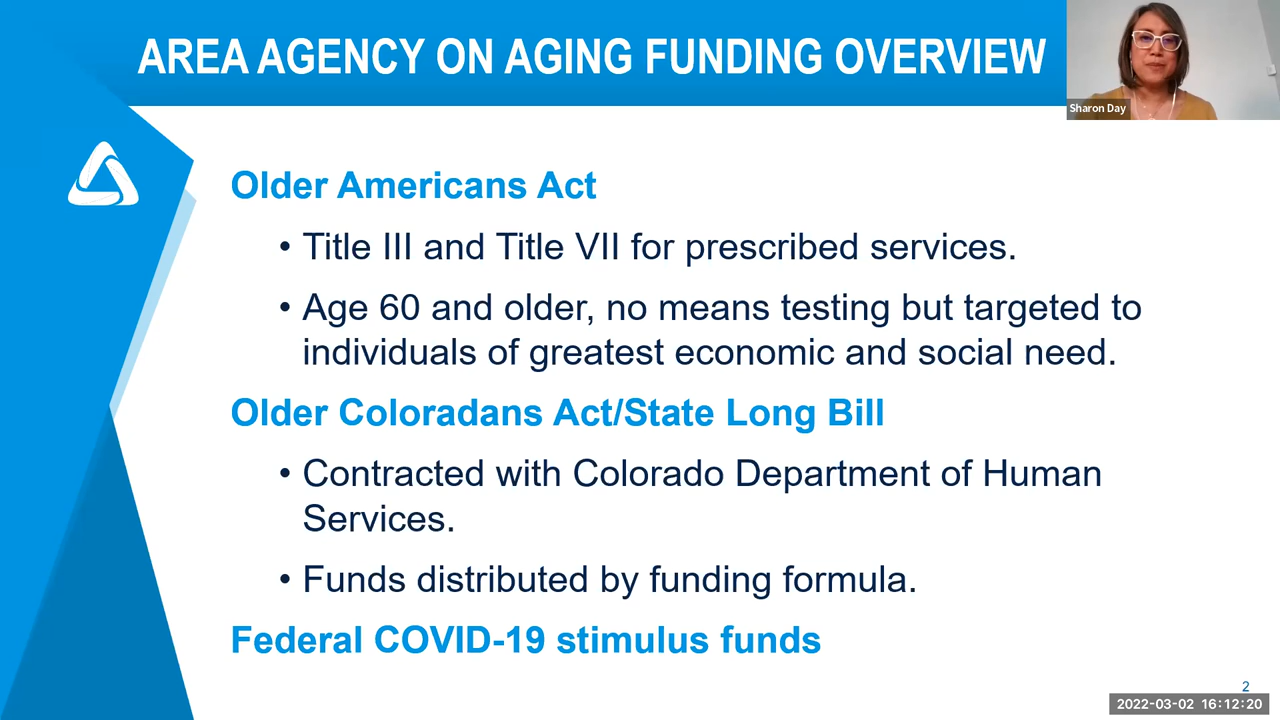 AREA AGENCY ON AGING FUNDING OVERVIEW
Sharon Day
Older Americans Act
• Title III and Title VII for prescribed services.
• Age 60 and older, no means testing but targeted to
individuals of greatest economic and social need.
Older Coloradans Act/State Long Bill
• Contracted with Colorado Department of Human
Services.
• Funds distributed by funding formula.
Federal COVID-19 stimulus funds
2
2022-03-02 16:12:20